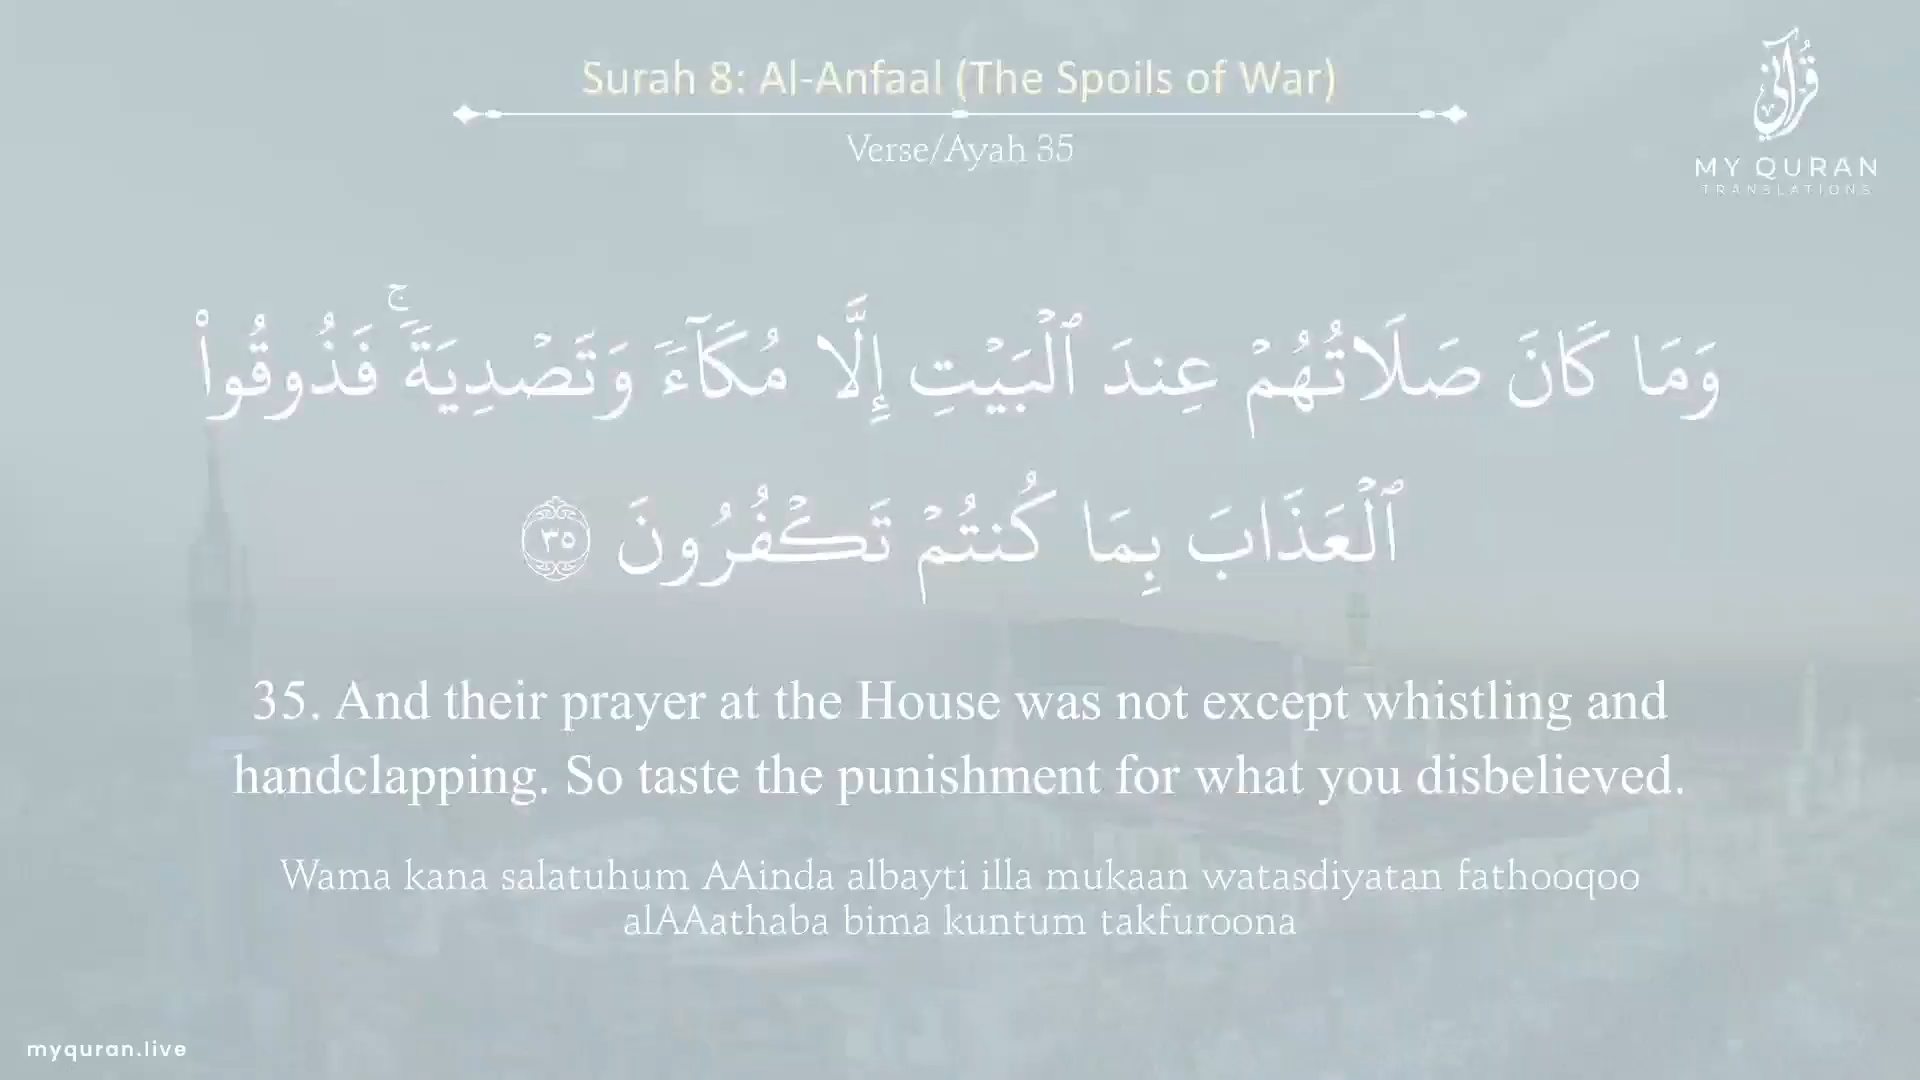 Surah 8: Al-Anfaal (The Spoils of War)
Verse/Ayah 35
قرآني
MY QURAN
TRANSLATIONS
وَمَا كَانَ صَلَاتُهُمْ عِندَ ٱلْبَيْتِ إِلَّا مُكَآءً وَتَصْدِيَةً ۚ فَذُوقُوا۟
ٱلْعَذَابَ بِمَا كُنتُمْ تَكْفُرُونَ ٣٥
35. And their prayer at the House was not except whistling and
handclapping. So taste the punishment for what you disbelieved.
Wama kana salatuhum AAinda albayti illa mukaan watasdiyatan fathooqoo
alAAathaba bima kuntum takfuroona
myquran.live